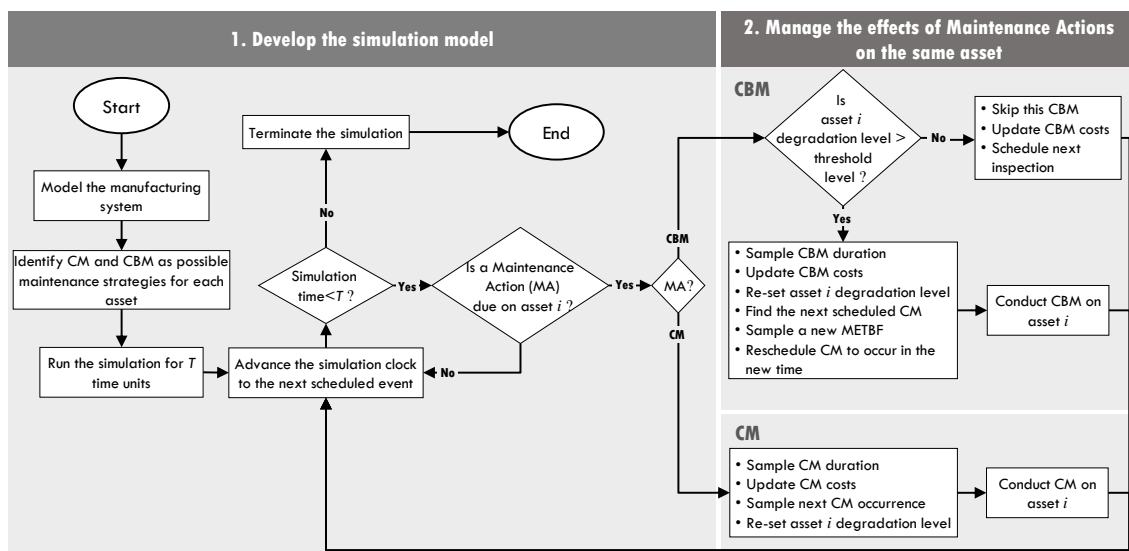 1. Develop the simulation model
2. Manage the effects of Maintenance Actions
on the same asset
Start
Model the manufacturing
system
Identify CM and CBM as possible
maintenance strategies for each
asset
Run the simulation for T
time units
Terminate the simulation
End
No
Simulation
time<T ?
Yes
Advance the simulation clock
to the next scheduled event
Is a Maintenance
Action (MA)
due on asset i ?
No
Yes
MA?
CBM
CM
CBM
Is
asset i
degradation level >
threshold
level ?
No
• Skip this CBM
• Update CBM costs
• Schedule next
inspection
Yes
• Sample CBM duration
• Update CBM costs
• Re-set asset i degradation level
• Find the next scheduled CM
• Sample a new METBF
• Reschedule CM to occur in the
new time
Conduct CBM on
asset i
CM
• Sample CM duration
• Update CM costs
• Sample next CM occurrence
• Re-set asset i degradation level
Conduct CM on
asset i